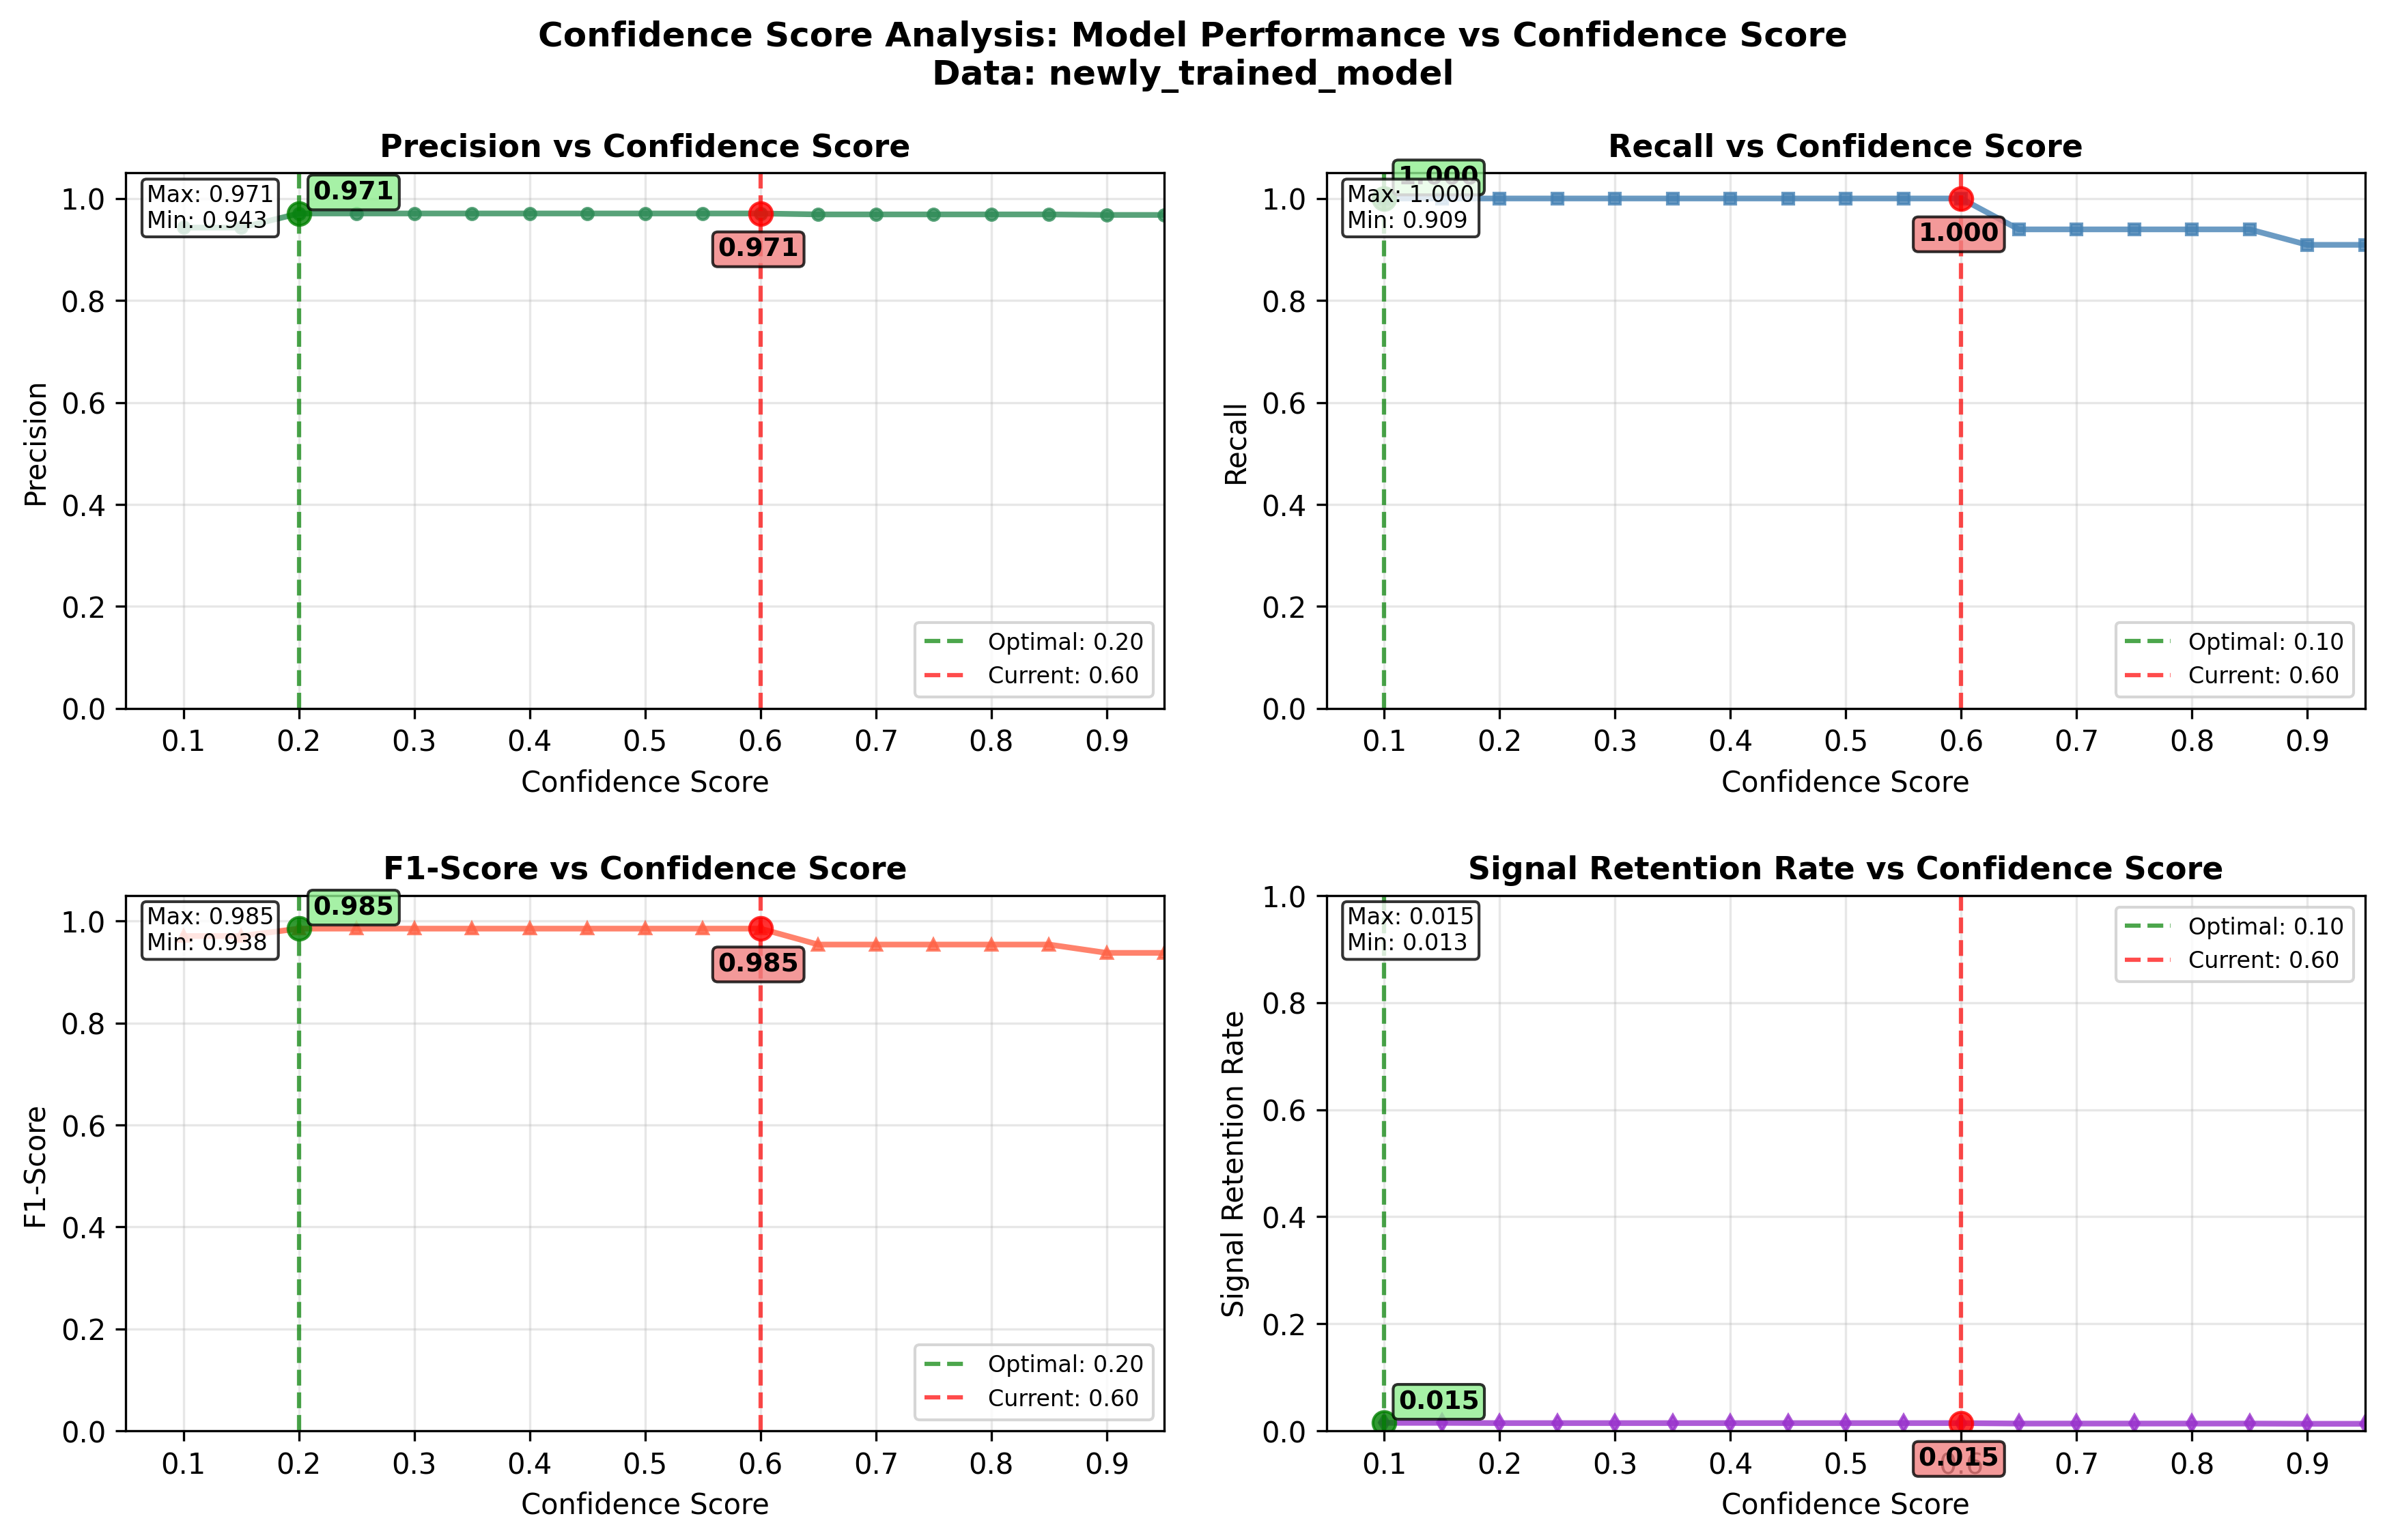 Confidence Score Analysis: Model Performance vs Confidence Score
Data: newly_trained_model
Precision vs Confidence Score
Max: 0.971
Min: 0.943
0.971
0.971
Precision
1.0
0.8
0.6
0.4
0.2
0.0
Optimal: 0.20
Current: 0.60
0.1 0.2 0.3 0.4 0.5 0.6 0.7 0.8 0.9
Confidence Score
Recall vs Confidence Score
1.000
Max: 1.000
Min: 0.909
1.000
Recall
1.0
0.8
0.6
0.4
0.2
0.0
Optimal: 0.10
Current: 0.60
0.1 0.2 0.3 0.4 0.5 0.6 0.7 0.8 0.9
Confidence Score
F1-Score vs Confidence Score
Max: 0.985
Min: 0.938
0.985
0.985
F1-Score
1.0
0.8
0.6
0.4
0.2
0.0
Optimal: 0.20
Current: 0.60
0.1 0.2 0.3 0.4 0.5 0.6 0.7 0.8 0.9
Confidence Score
Signal Retention Rate vs Confidence Score
Max: 0.015
Min: 0.013
Optimal: 0.10
Current: 0.60
Signal Retention Rate
1.0
0.8
0.6
0.4
0.2
0.0
0.015
0.015
0.1 0.2 0.3 0.4 0.5 0.6 0.7 0.8 0.9
Confidence Score